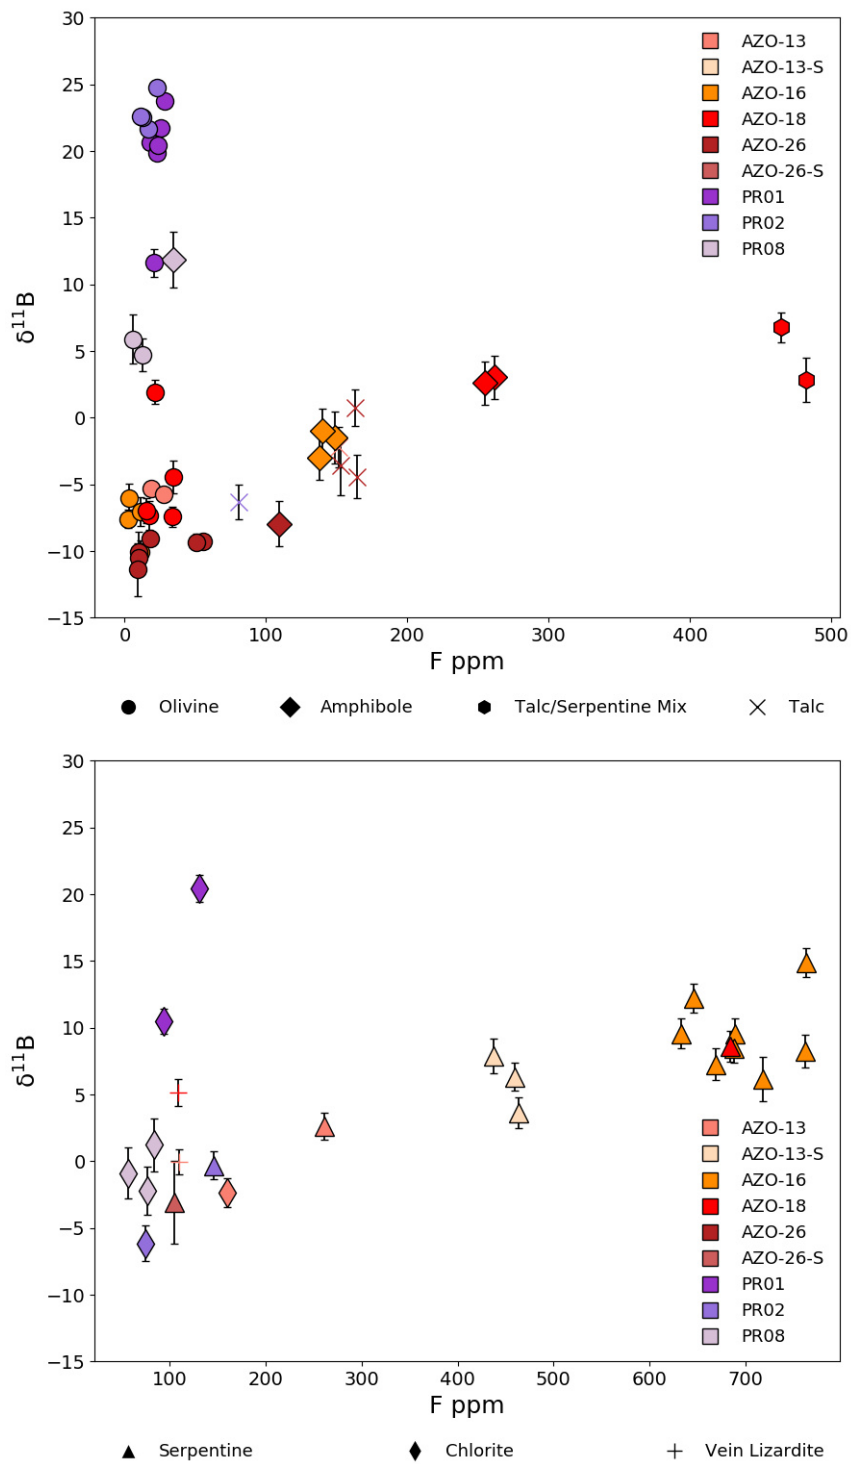 30
25
20
15
10
5
0
−5
−10
−15
δ¹¹B
AZO-13
AZO-13-S
AZO-16
AZO-18
AZO-26
AZO-26-S
PR01
PR02
PR08
0 100 200 300 400 500
F ppm
Olivine Amphibole Talc/Serpentine Mix Talc
30
25
20
15
10
5
0
−5
−10
−15
δ¹¹B
AZO-13
AZO-13-S
AZO-16
AZO-18
AZO-26
AZO-26-S
PR01
PR02
PR08
100 200 300 400 500 600 700
F ppm
Serpentine Chlorite Vein Lizardite